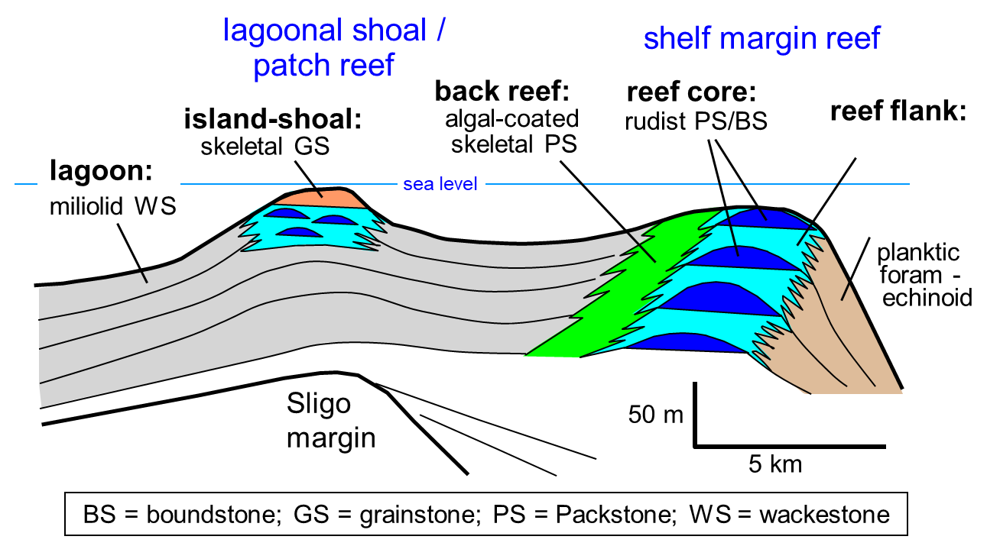 lagoonal shoal /
patch reef
shelf margin reef
island-shoal:
skeletal GS
back reef:
algal-coated
skeletal PS
reef core:
rudist PS/BS
reef flank:
lagoon:
miliolid WS
sea level
planktic
foram -
echinoid
Sligo
margin
50 m
5 km
BS = boundstone; GS = grainstone; PS = Packstone; WS = wackestone